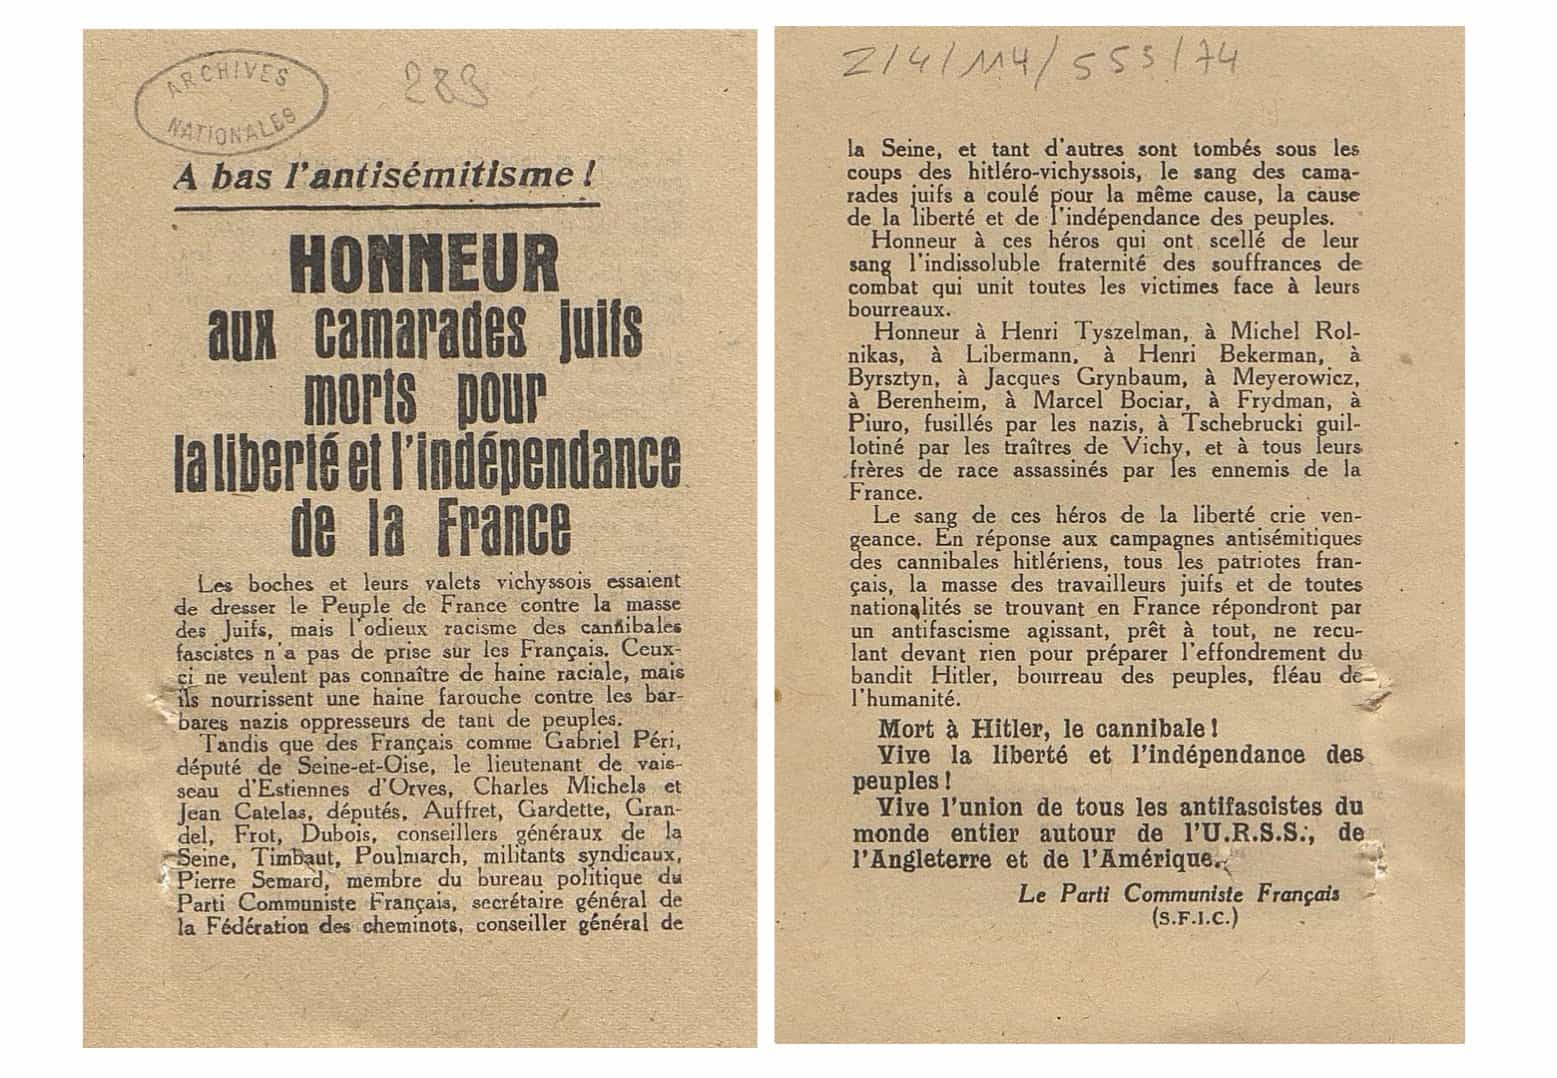 ARCHIVES
NATIONALES
289
A bas l'antisémitisme !
HONNEUR
aux camarades juifs
morts pour
la liberté et l'indépendance
de la France
Les boches et leurs valets vichyssois essaient
de dresser le Peuple de France contre la masse
des Juifs, mais l'odieux racisme des cannibales
fascistes n'a pas de prise sur les Français. Ceux-
ci ne veulent pas connaître de haine raciale, mais
ils nourrissent une haine farouche contre les bar-
bares nazis oppresseurs de tant de peuples.
Tandis que des Français comme Gabriel Péri,
député de Seine-et-Oise, le lieutenant de vais-
seau d'Estiennes d'Orves, Charles Michels et
Jean Catelas, députés, Auffret, Gardette, Gran-
del, Frot, Dubois, conseillers généraux de la
Seine, Timbaut, Poulmarch, militants syndicaux,
Pierre Semard, membre du bureau politique du
Parti Communiste Français, secrétaire général de
la Fédération des cheminots, conseiller général de
Z/4/114/553/74
la Seine, et tant d'autres sont tombés sous les
coups des hitléro-vichyssois, le sang des cama-
rades juifs a coulé pour la même cause, la cause
de la liberté et de l'indépendance des peuples.
Honneur à ces héros qui ont scellé de leur
sang l'indissoluble fraternité des souffrances de
combat qui unit toutes les victimes face à leurs
bourreaux.
Honneur à Henri Tyszelman, à Michel Rol-
nikas, à Libermann, à Henri Bekerman, à
Byrsztyn, à Jacques Grynbaum, à Meyerowicz,
à Berenheim, à Marcel Bociar, à Frydman, à
Piuro, fusillés par les nazis, à Tschebrucki guil-
lotiné par les traîtres de Vichy, et à tous leurs
frères de race assassinés par les ennemis de la
France.
Le sang de ces héros de la liberté crie ven-
geance. En réponse aux campagnes antisémitiques
des cannibales hitlériens, tous les patriotes fran-
çais, la masse des travailleurs juifs et de toutes
nationalités se trouvant en France répondront par
un antifascisme agissant, prêt à tout, ne recu-
lant devant rien pour préparer l'effondrement du
bandit Hitler, bourreau des peuples, fléau de
l'humanité.
Mort à Hitler, le cannibale !
Vive la liberté et l'indépendance des
peuples !
Vive l'union de tous les antifascistes du
monde entier autour de l'U.R.S.S., de
l'Angleterre et de l'Amérique.
Le Parti Communiste Français
(S.F.I.C.)